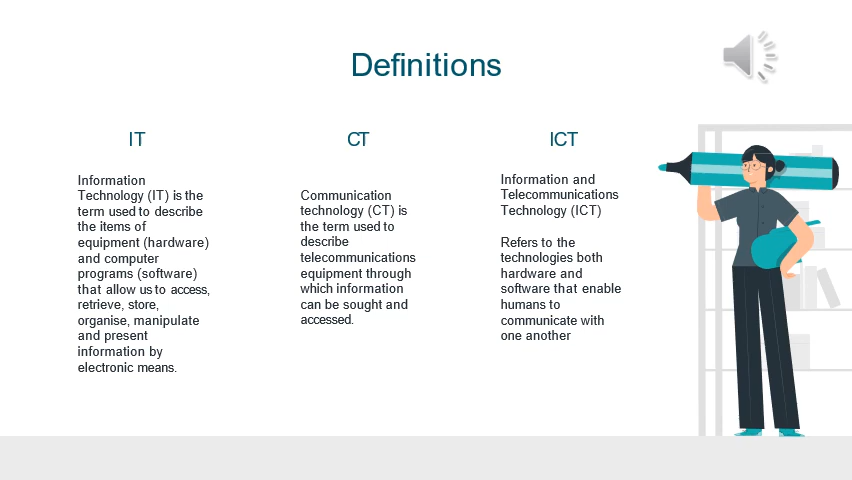 Definitions
IT
Information
Technology (IT) is the
term used to describe
the items of
equipment (hardware)
and computer
programs (software)
that allow us to access,
retrieve, store,
organise, manipulate
and present
information by
electronic means.
CT
Communication
technology (CT) is
the term used to
describe
telecommunications
equipment through
which information
can be sought and
accessed.
ICT
Information and
Telecommunications
Technology (ICT)
Refers to the
technologies both
hardware and
software that enable
humans to
communicate with
one another